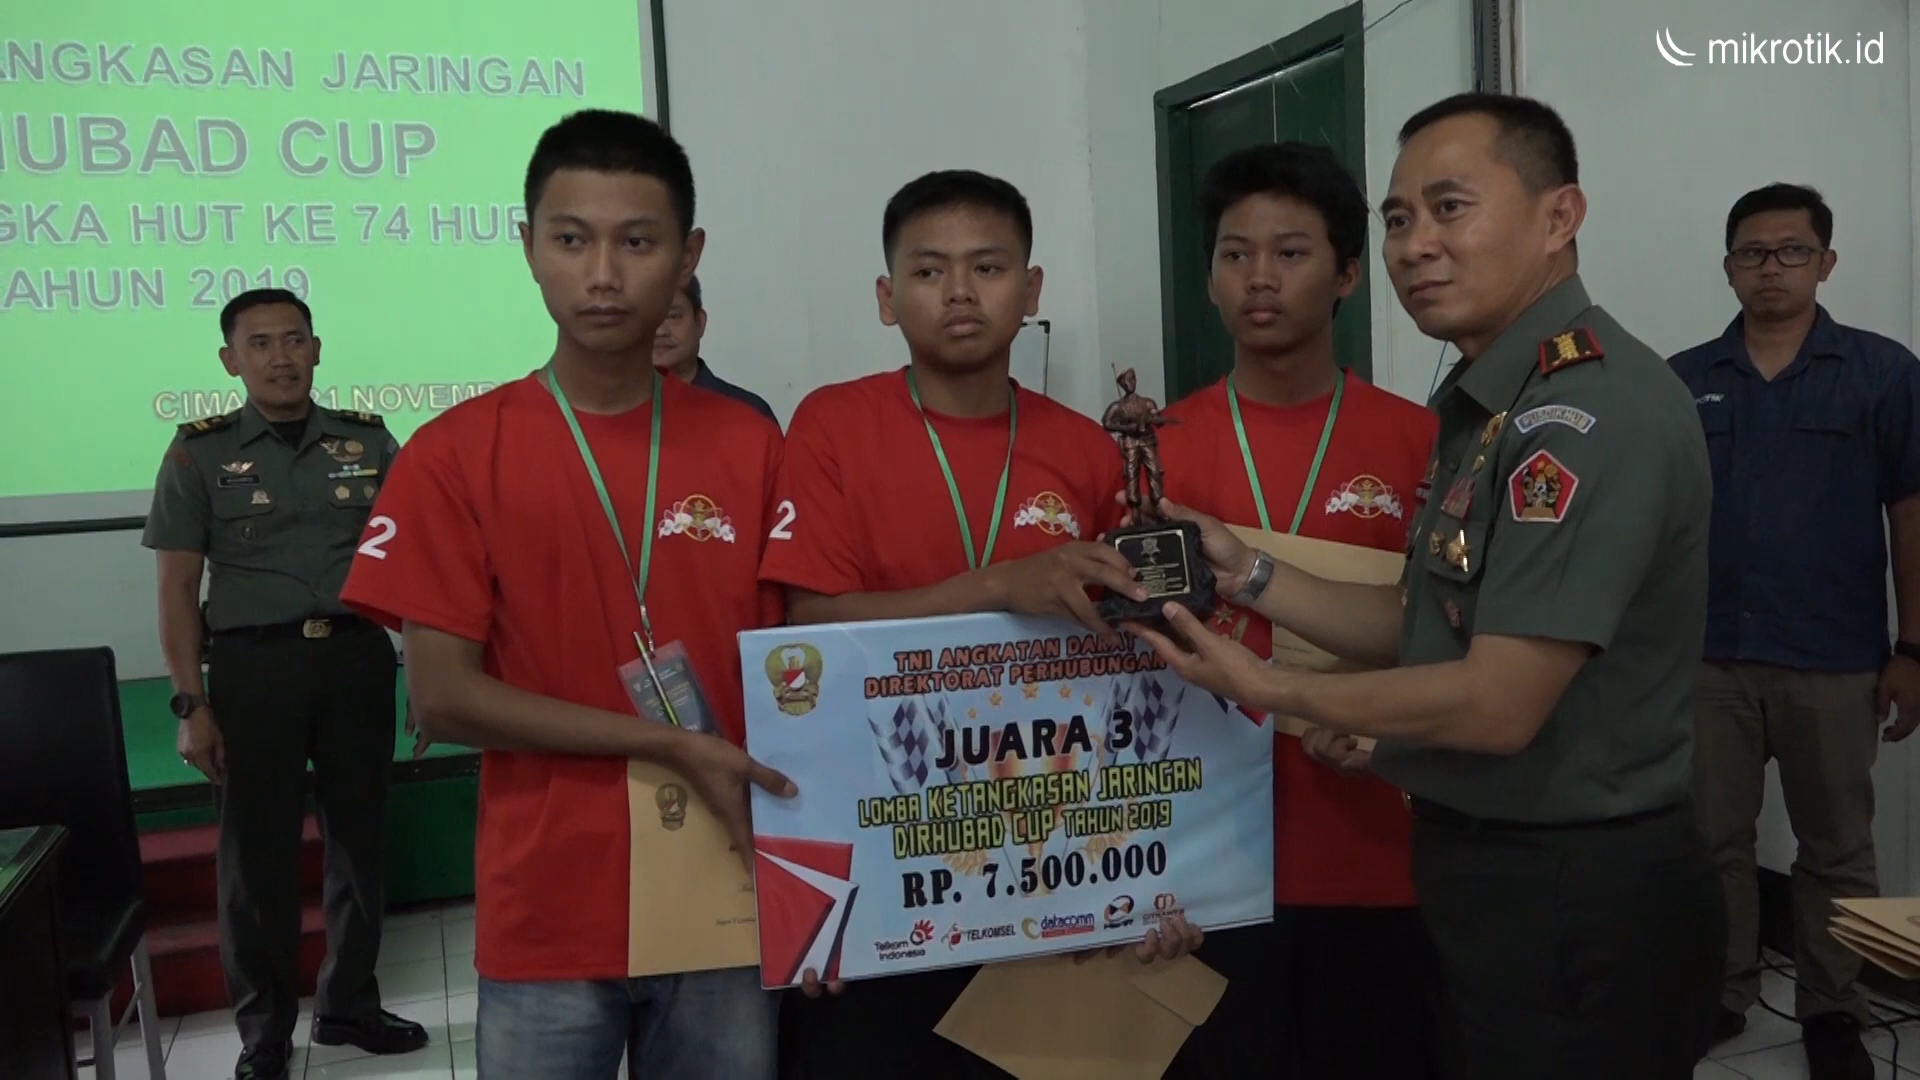 mikrotik.id
ANGKASAN JARINGAN
HUBAD CUP
GKA HUT KE 74 HUB
TAHUN 2019
CIMA 21 NOVEMB
2
2
TNI ANGKATAN DARAT
DIREKTORAT PERHUBUNGAN
JUARA 3
LOMBA KETANGKASAN JARINGAN
DIRHUBAD CUP TAHUN 2019
RP. 7.500.000
Telkom
Indonesia
TELKOMSEL
datacomm
PUSDIKHUB